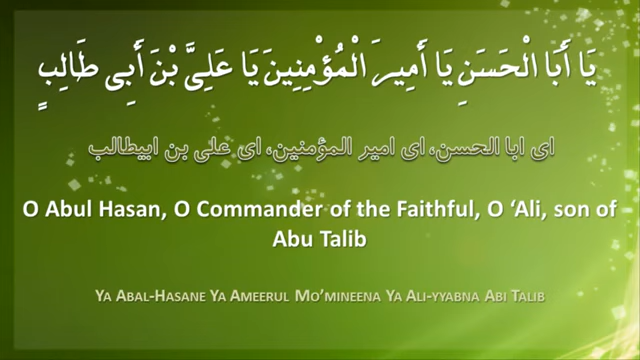 يَا أَبَا الْحَسَنِ يَا أَمِيرَ الْمُؤْمِنِينَ يَا عَلِيَّ بْنَ أَبِى طَالِبٍ
ای ابا الحسن، ای امیر المؤمنین، ای علی بن ابیطالب
O Abul Hasan, O Commander of the Faithful, O ‘Ali, son of
Abu Talib
Ya Abal-Hasane Ya Ameerul Mo’mineena Ya Ali-yyabna Abi Talib